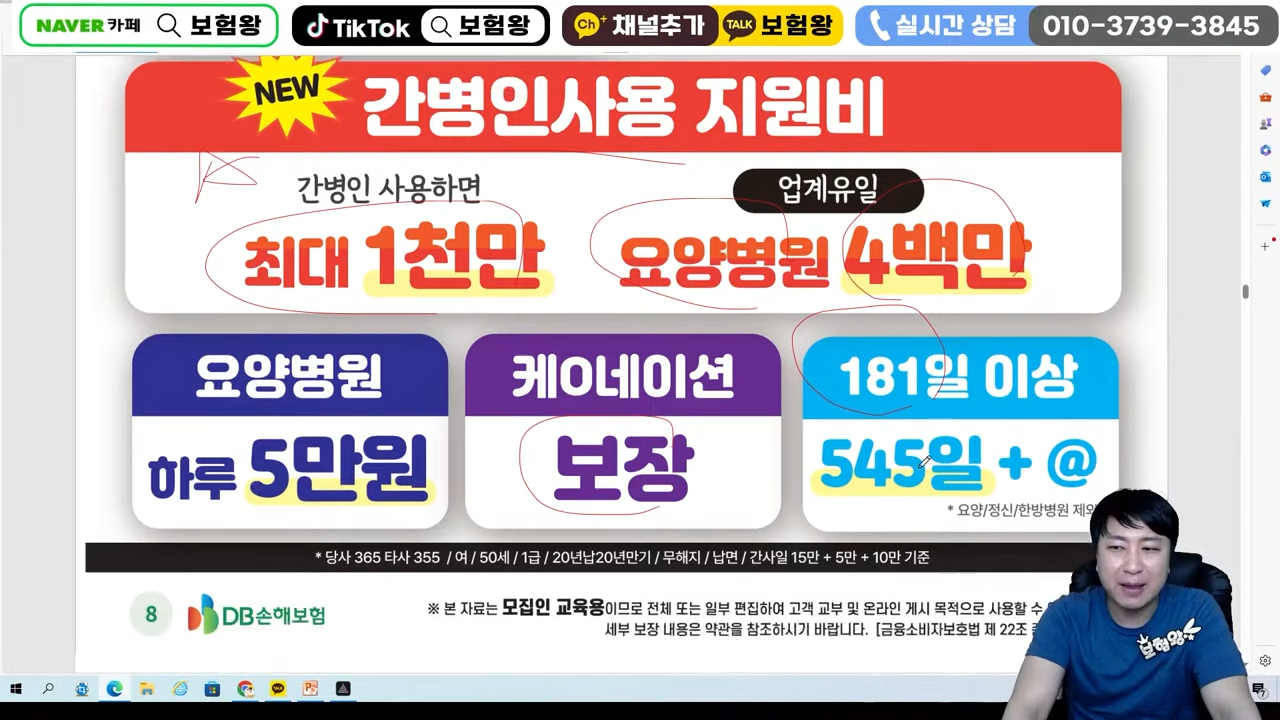 NAVER 카페 보험왕 TikTok 보험왕 Ch+ 채널추가 TALK 보험왕 실시간 상담 010-3739-3845
NEW 간병인사용 지원비
간병인 사용하면 업계유일
최대 1천만 요양병원 4백만
요양병원 케어네이션 181일 이상
하루 5만원 보장 545일 + @
* 요양/정신/한방병원 제외
* 당사 365 타사 355 / 여 / 50세 / 1급 / 20년납20년만기 / 무해지 / 납면 / 간사일 15만 + 5만 + 10만 기준
8 DB손해보험 ※ 본 자료는 모집인 교육용이므로 전체 또는 일부 편집하여 고객 교부 및 온라인 게시 목적으로 사용할 수
세부 보장 내용은 약관을 참조하시기 바랍니다. [금융소비자보호법 제 22조
보험왕